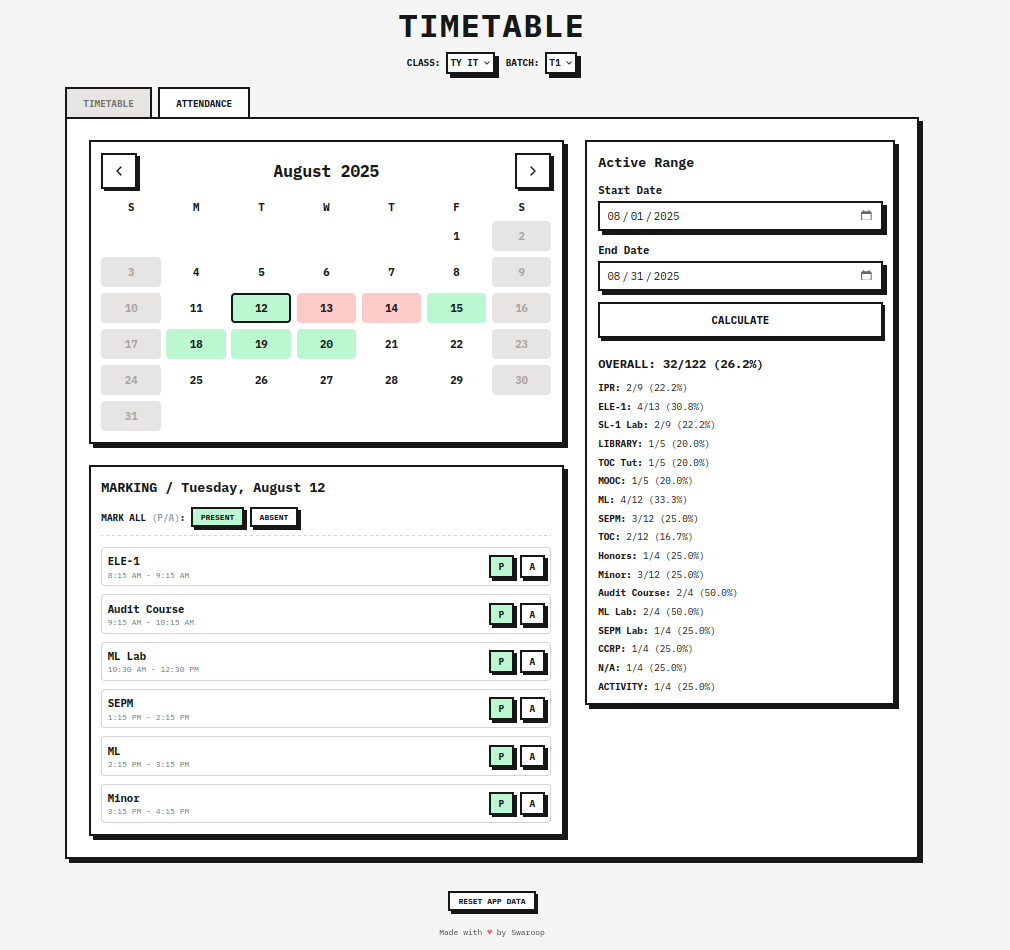 TIMETABLE
CLASS: TY IT BATCH: T1
TIMETABLE ATTENDANCE
August 2025
S M T W T F S
1 2
3 4 5 6 7 8 9
10 11 12 13 14 15 16
17 18 19 20 21 22 23
24 25 26 27 28 29 30
31
MARKING / Tuesday, August 12
MARK ALL (P/A): PRESENT ABSENT
ELE-1 P A
8:15 AM - 9:15 AM
Audit Course P A
9:15 AM - 10:15 AM
ML Lab P A
10:30 AM - 12:30 PM
SEPM P A
1:15 PM - 2:15 PM
ML P A
2:15 PM - 3:15 PM
Minor P A
3:15 PM - 4:15 PM
Active Range
Start Date
08/01/2025
End Date
08/31/2025
CALCULATE
OVERALL: 32/122 (26.2%)
IPR: 2/9 (22.2%)
ELE-1: 4/13 (30.8%)
SL-1 Lab: 2/9 (22.2%)
LIBRARY: 1/5 (20.0%)
TOC Tut: 1/5 (20.0%)
MOOC: 1/5 (20.0%)
ML: 4/12 (33.3%)
SEPM: 3/12 (25.0%)
TOC: 2/12 (16.7%)
Honors: 1/4 (25.0%)
Minor: 3/12 (25.0%)
Audit Course: 2/4 (50.0%)
ML Lab: 2/4 (50.0%)
SEPM Lab: 1/4 (25.0%)
CCRP: 1/4 (25.0%)
N/A: 1/4 (25.0%)
ACTIVITY: 1/4 (25.0%)
RESET APP DATA
Made with ♥ by Swaroop